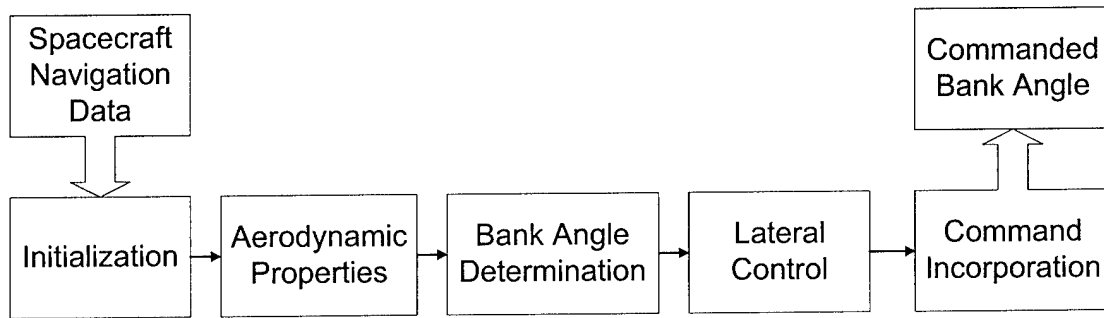 Spacecraft
Navigation
Data
Commanded
Bank Angle
Initialization
Aerodynamic
Properties
Bank Angle
Determination
Lateral
Control
Command
Incorporation